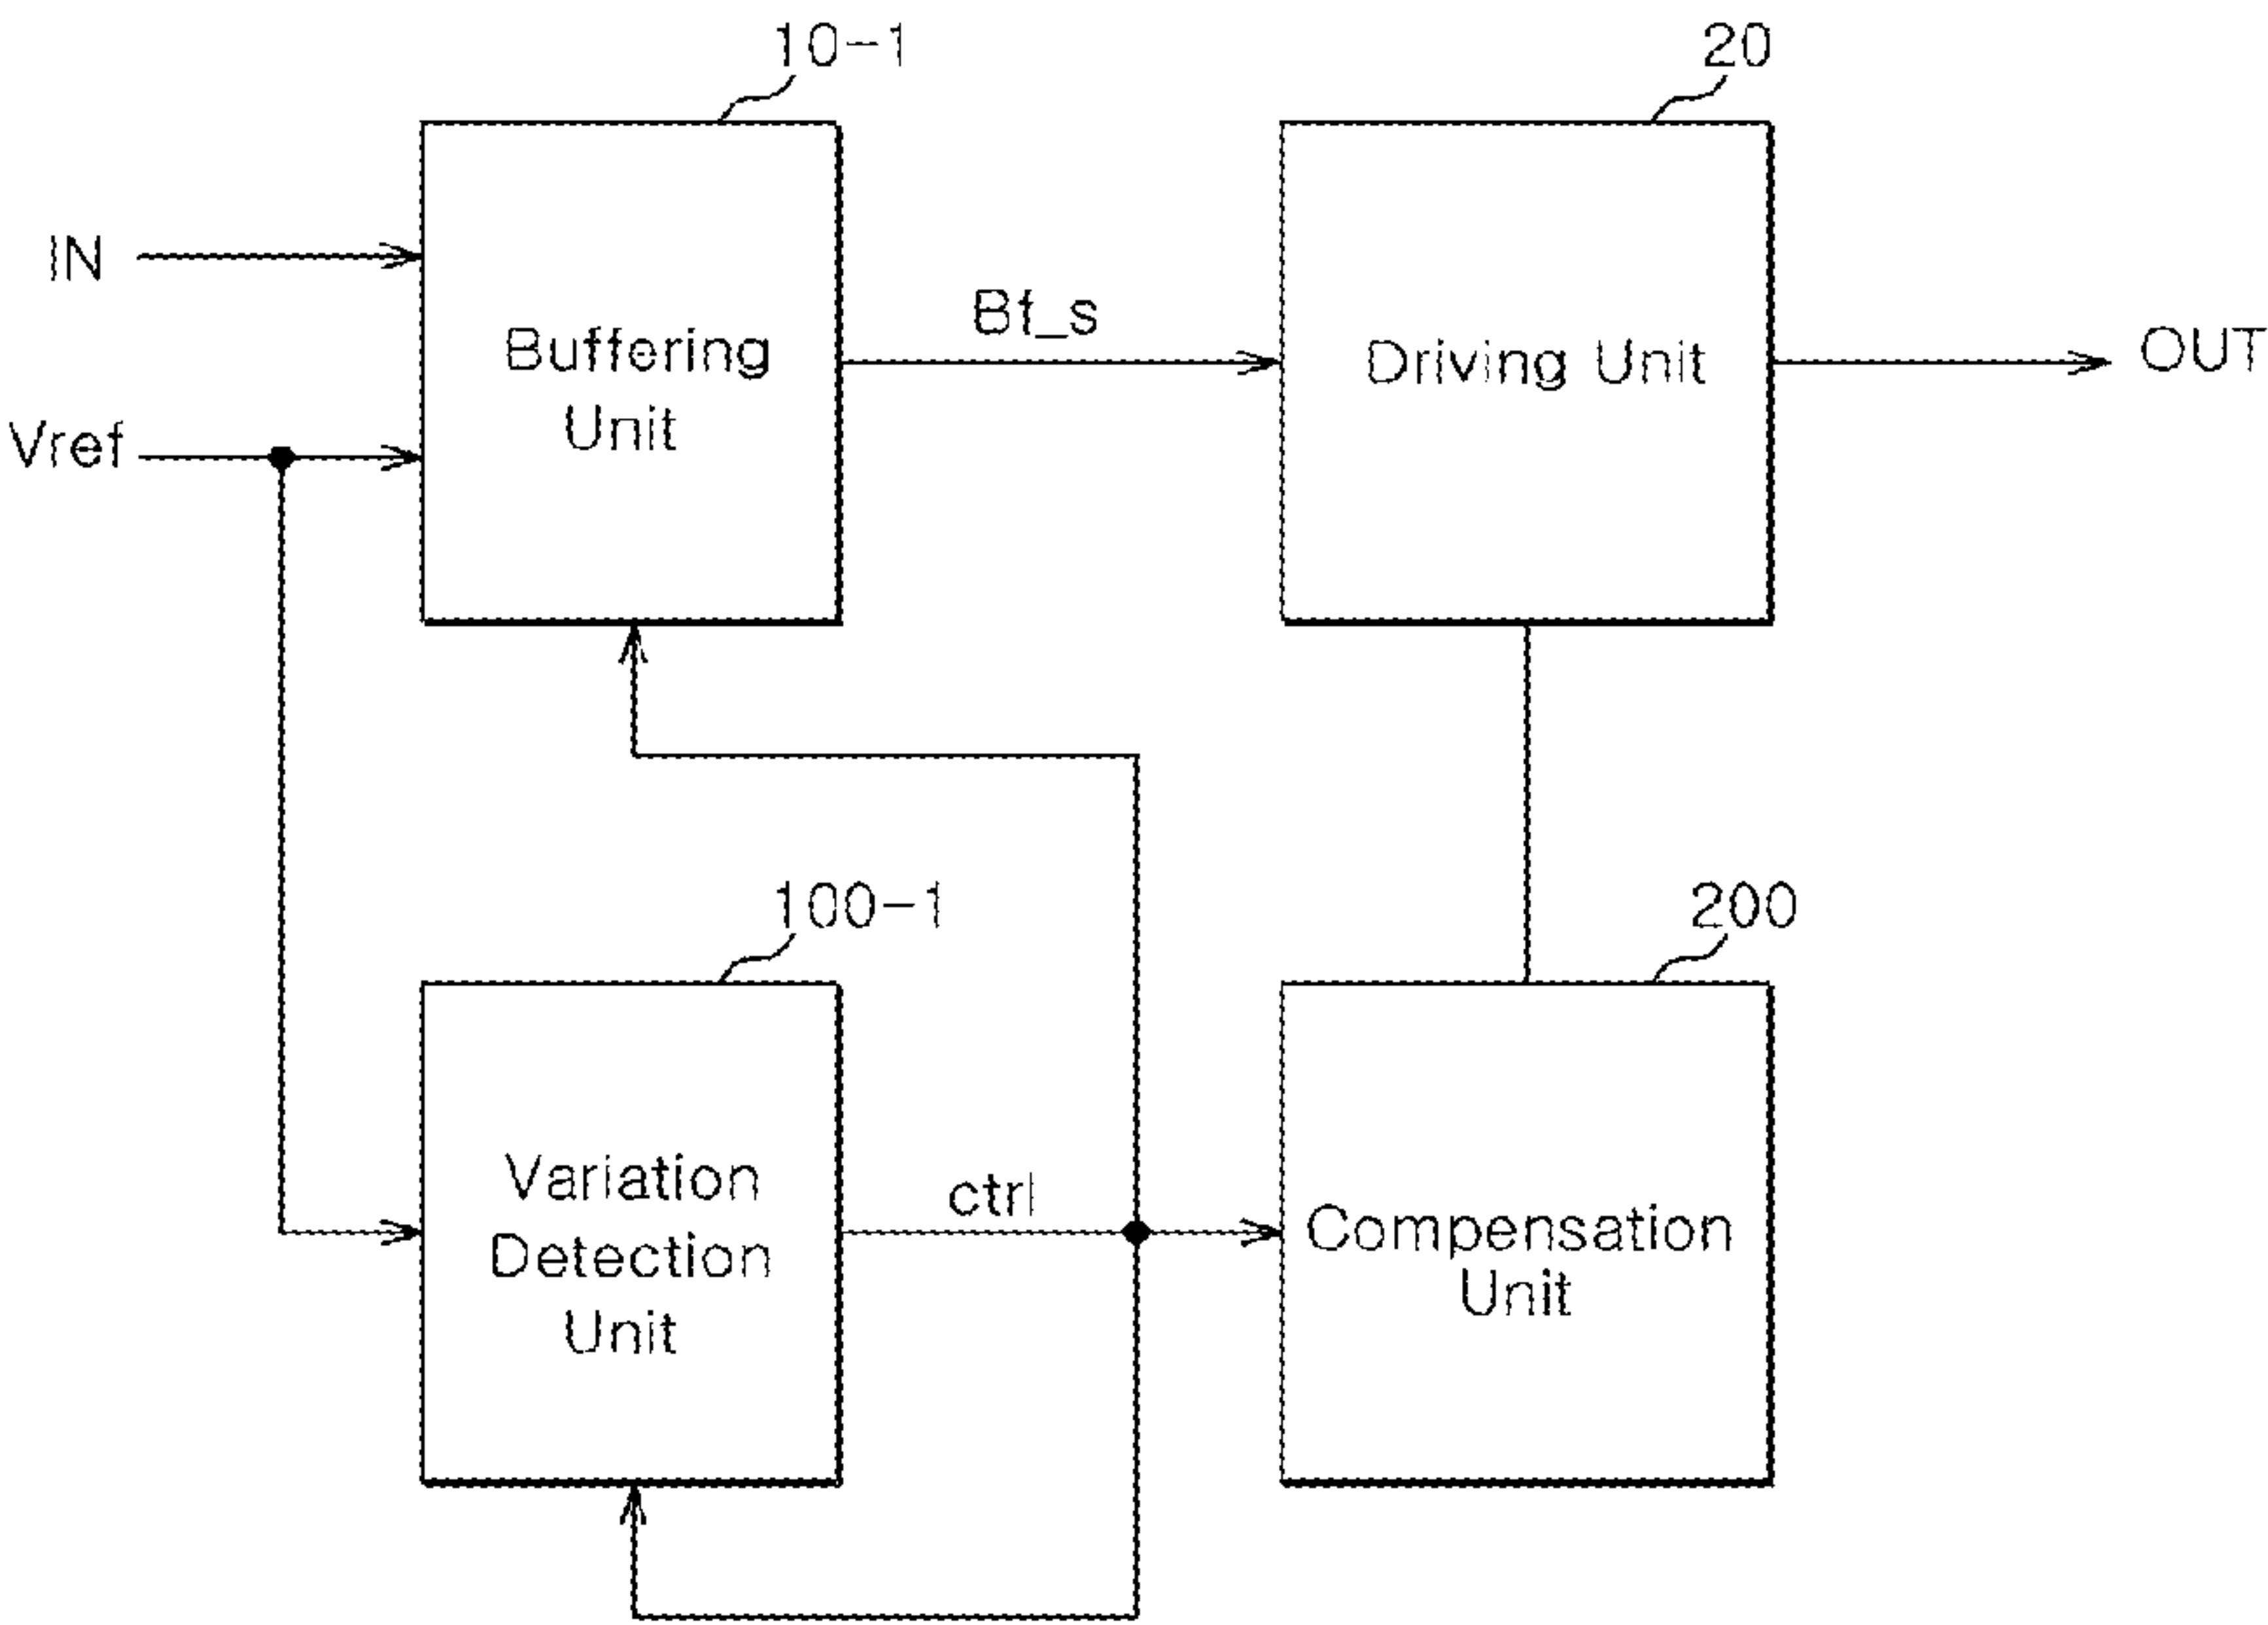 10-1
20
IN
Bf_s
Buffering
Unit
Driving Unit
OUT
Vref
100-1
200
Variation
Detection
Unit
ctrl
Compensation
Unit